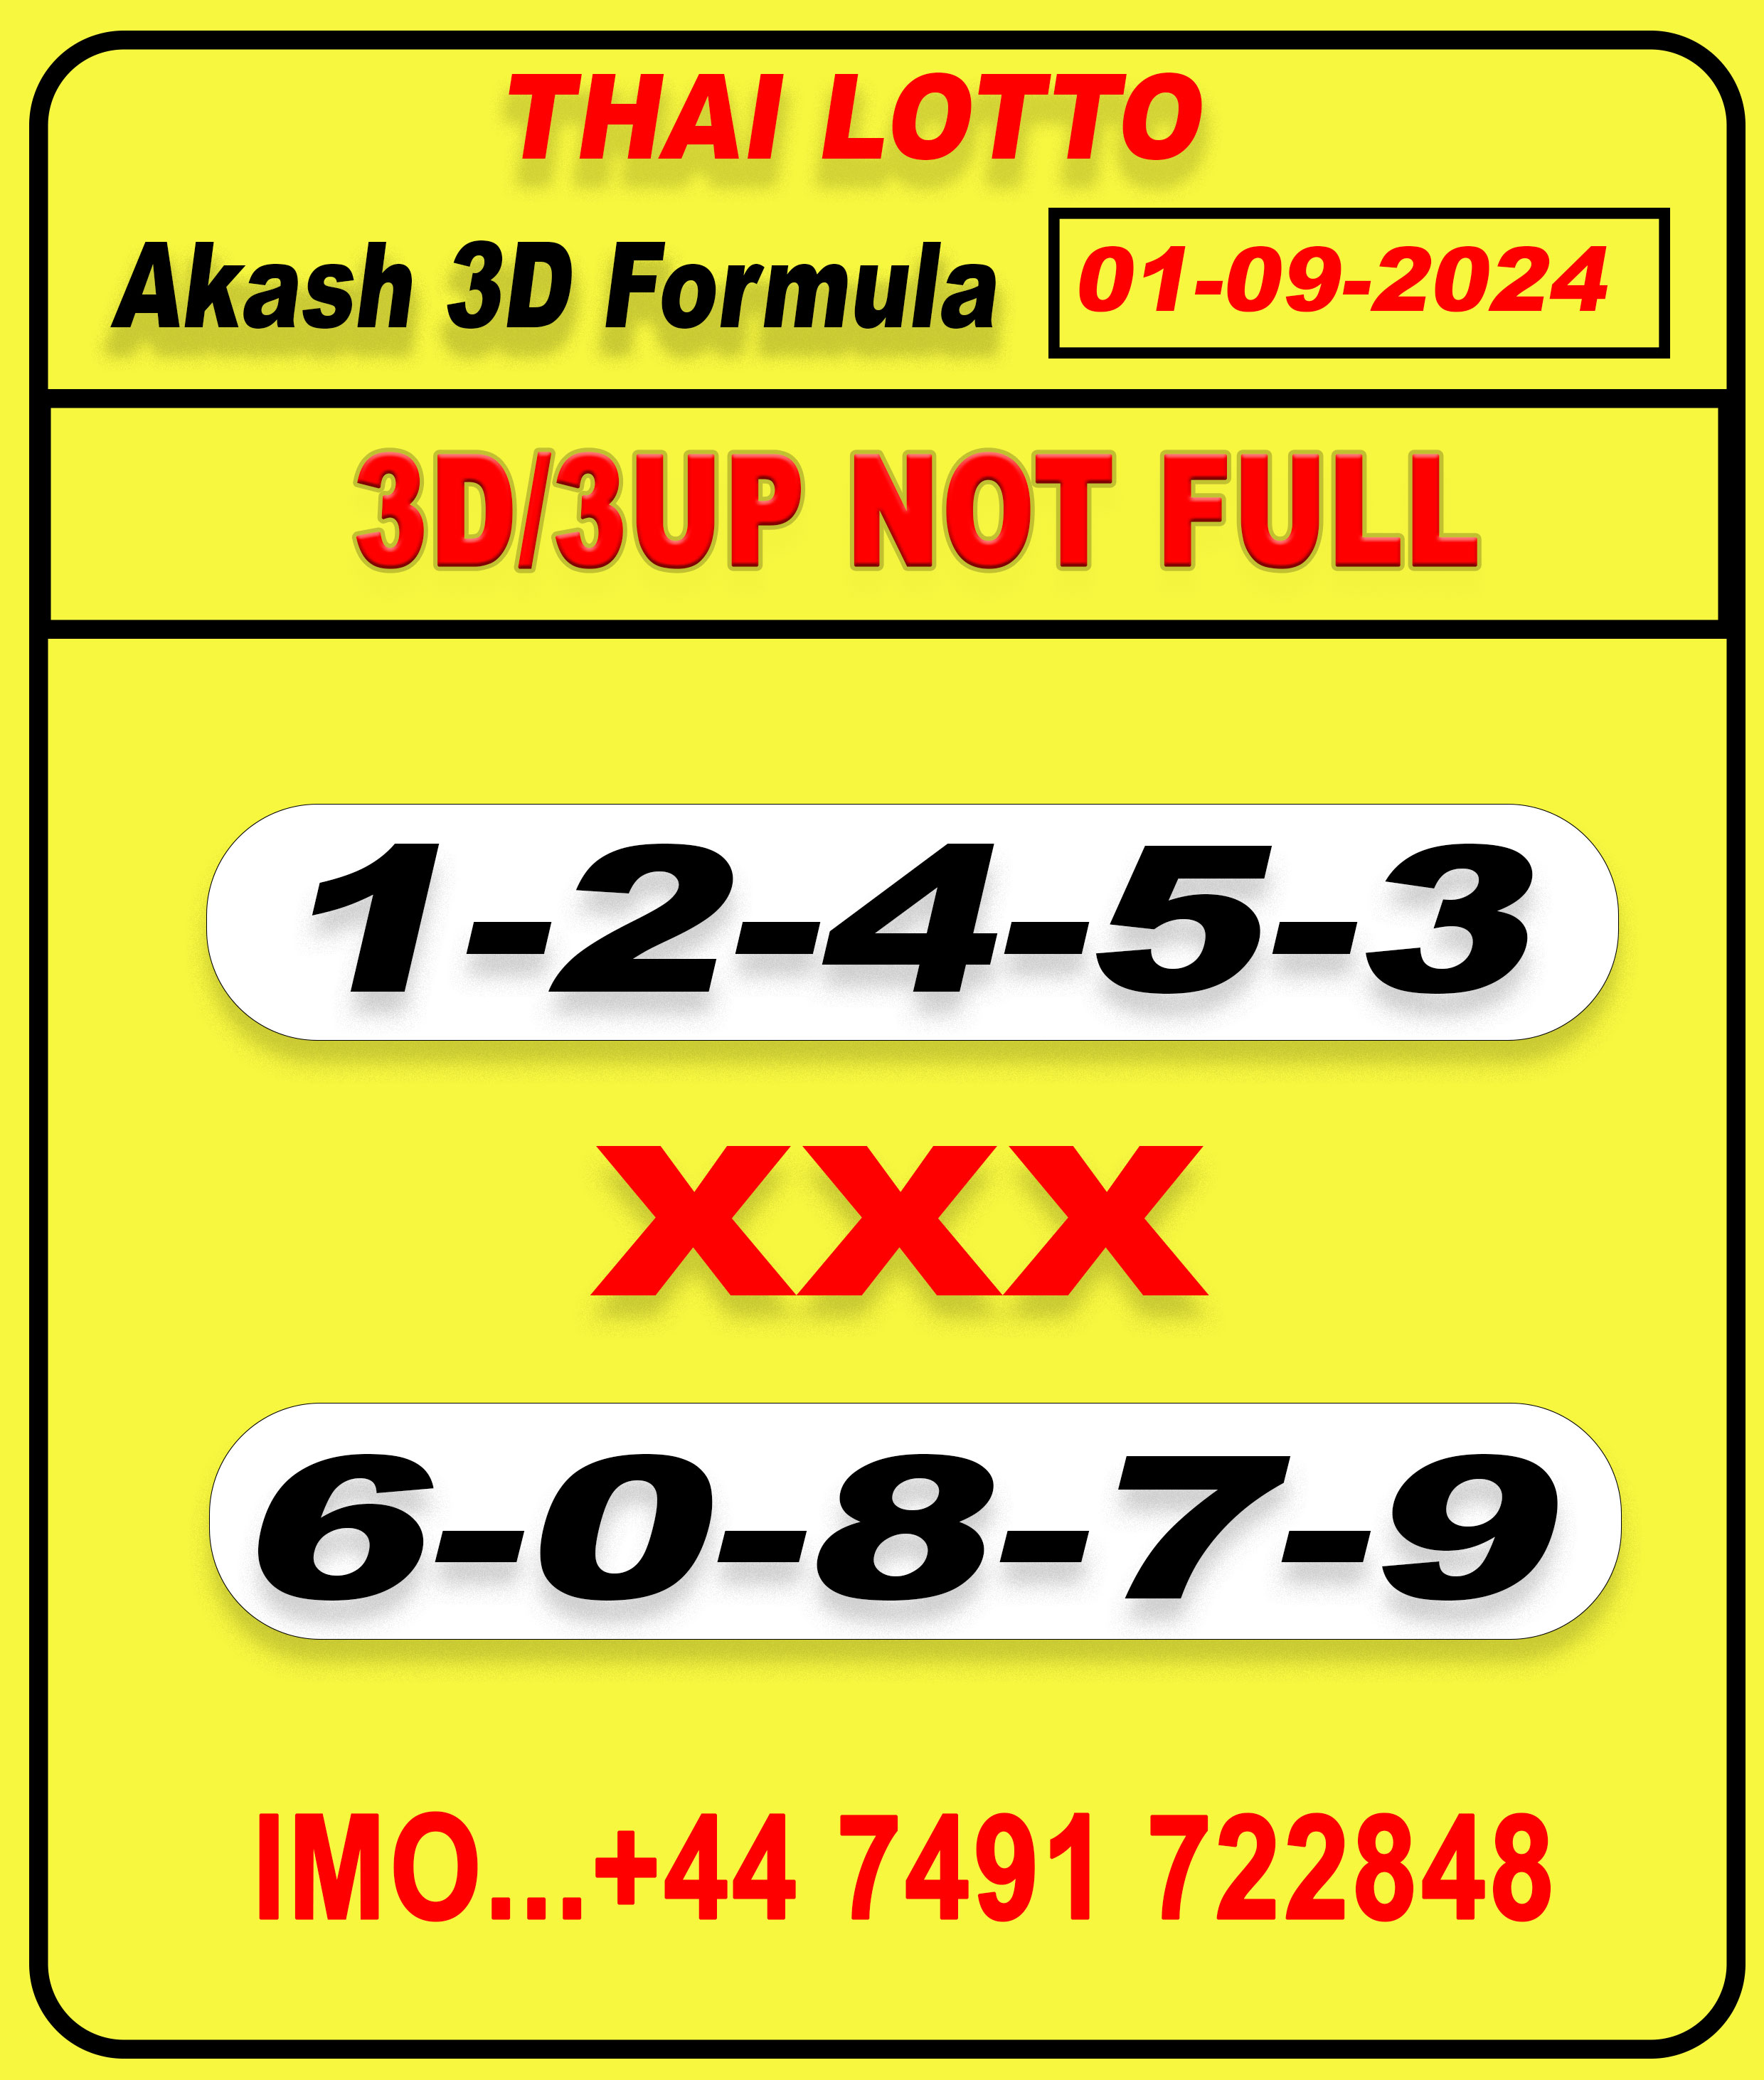 THAI LOTTO
Akash 3D Formula
01-09-2024
3D/3UP NOT FULL
1-2-4-5-3
XXX
6-0-8-7-9
IMO...+44 7491 722848